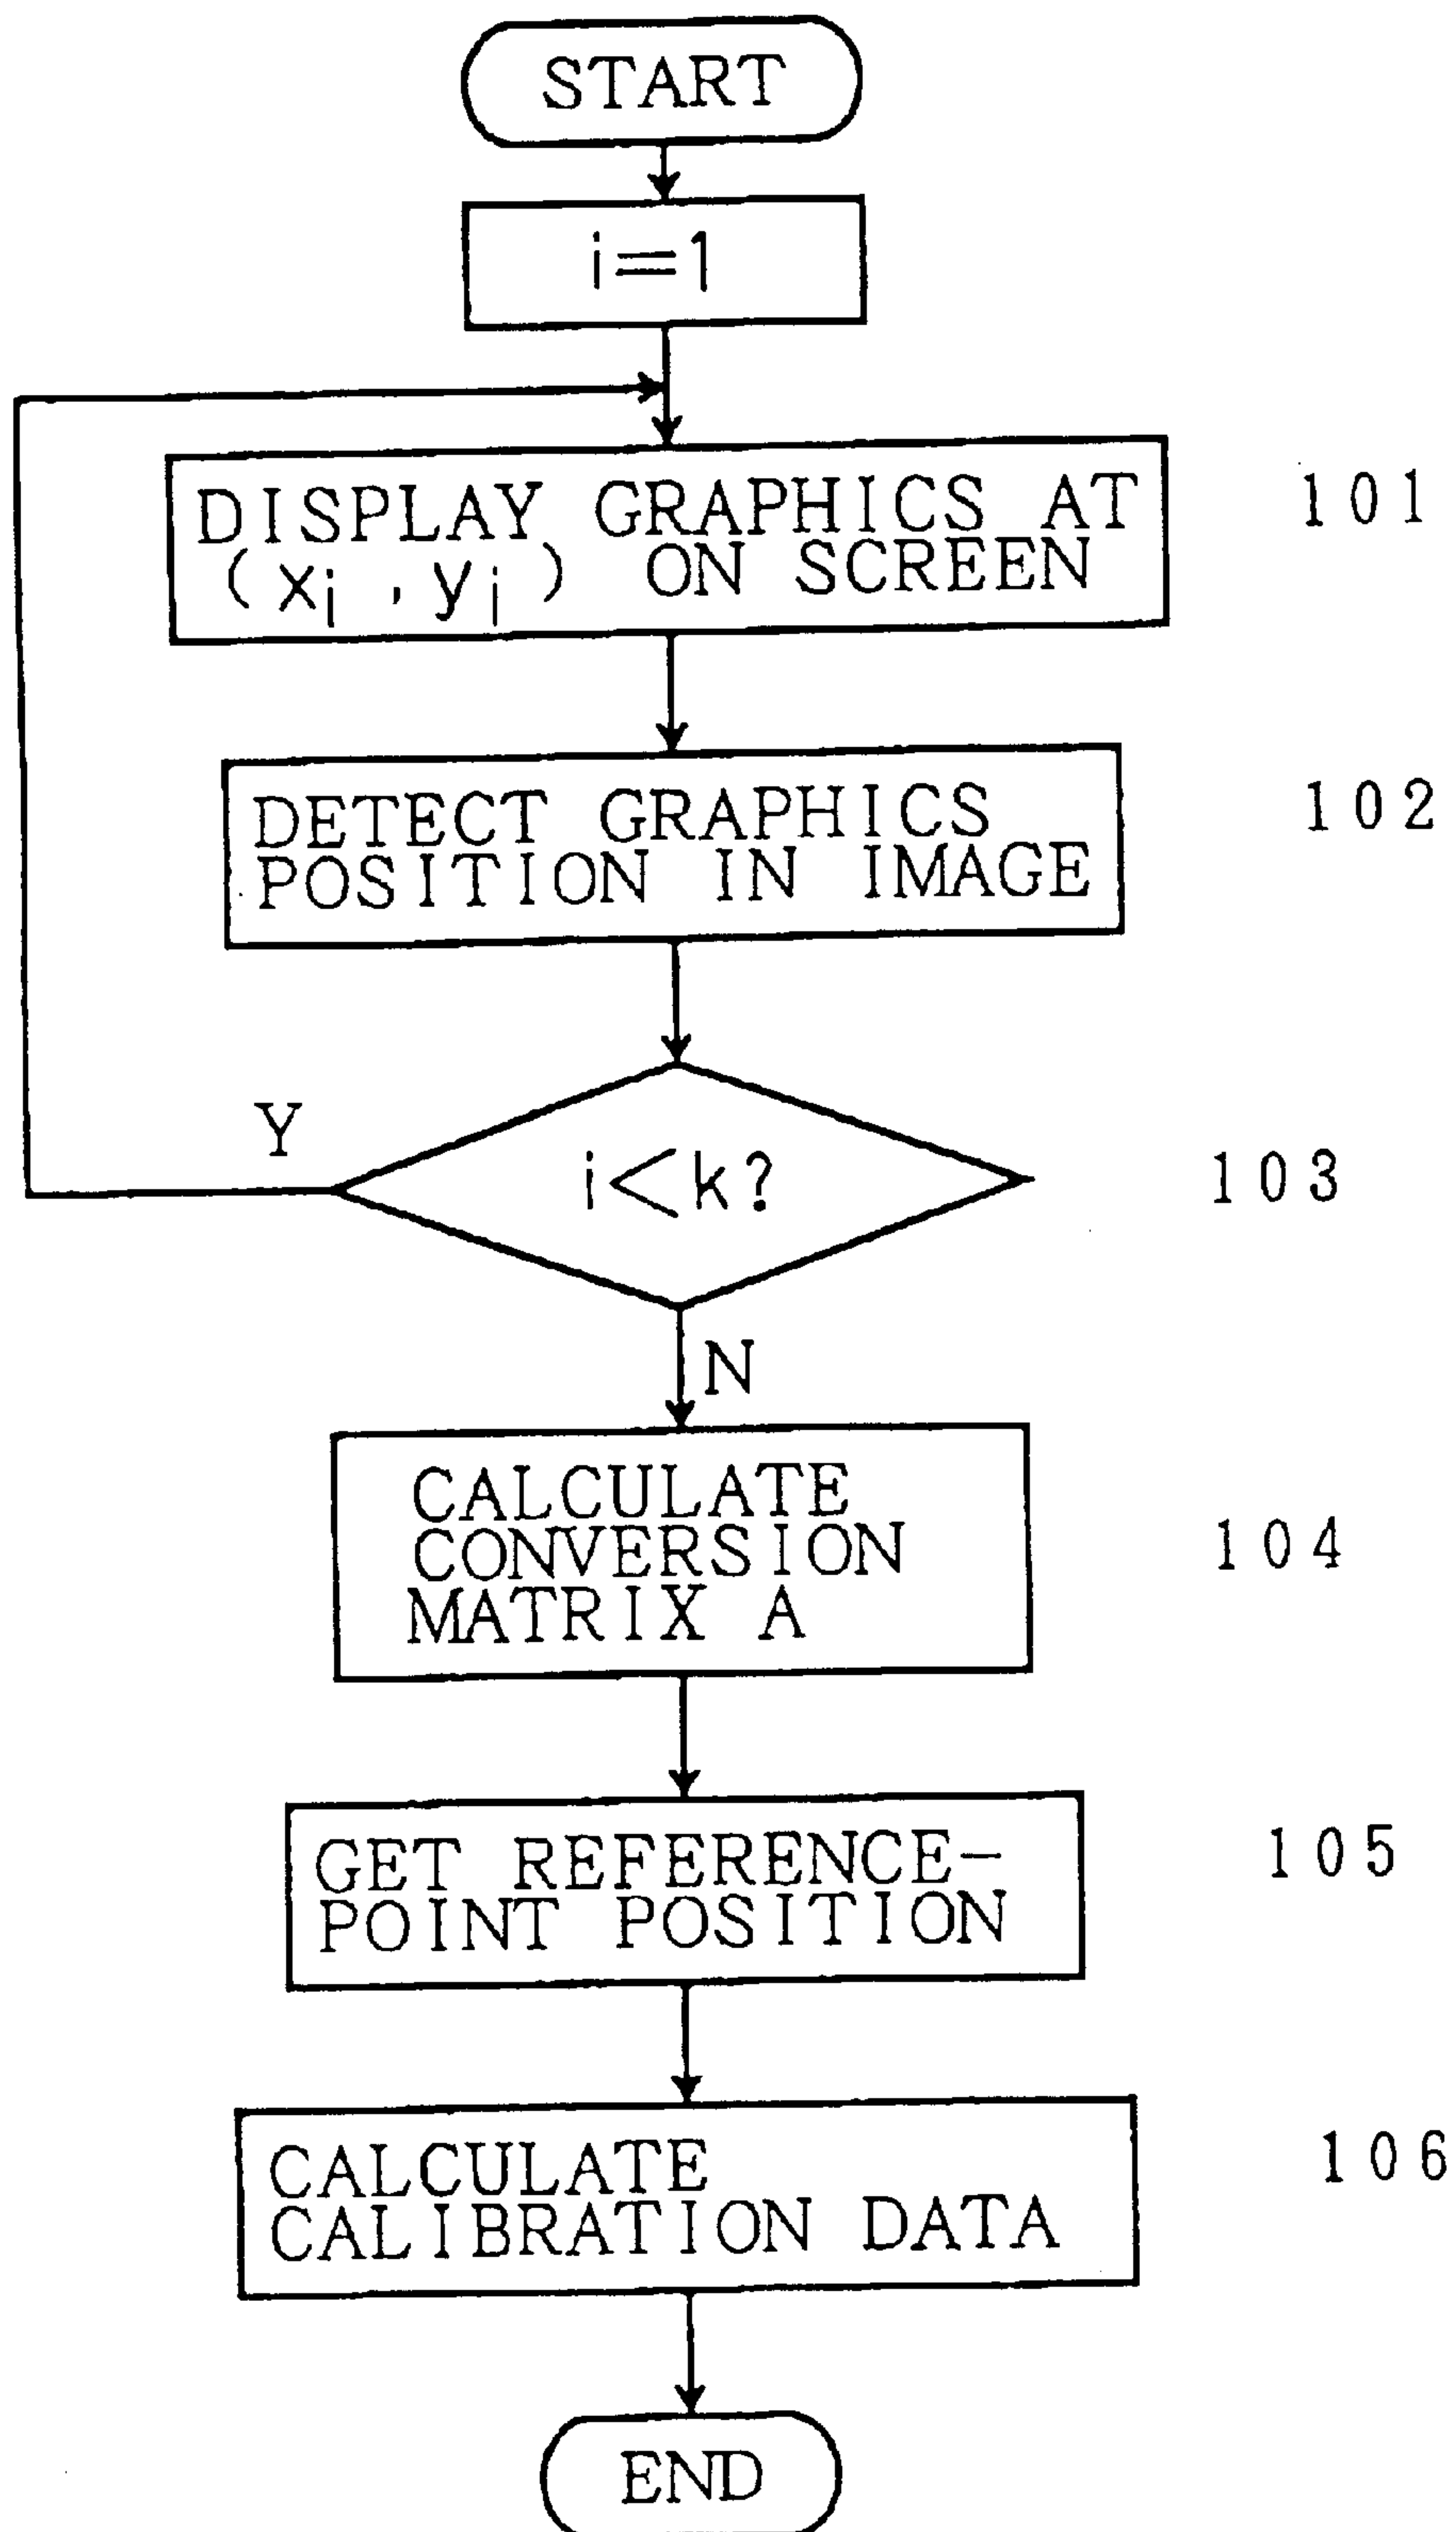 START
i=1
DISPLAY GRAPHICS AT
(xi, yi) ON SCREEN
101
DETECT GRAPHICS
POSITION IN IMAGE
102
Y
i<k?
103
N
CALCULATE
CONVERSION
MATRIX A
104
GET REFERENCE-
POINT POSITION
105
CALCULATE
CALIBRATION DATA
106
END